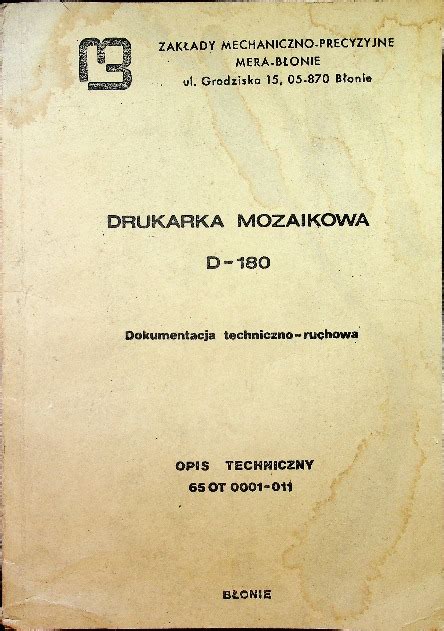 ZAKŁADY MECHANICZNO-PRECYZYJNE
MERA-BŁONIE
ul. Grodziska 15, 05-870 Błonie
DRUKARKA MOZAIKOWA
D-180
Dokumentacja techniczno-ruchowa
OPIS TECHNICZNY
65 OT 0001-011
BŁONIE